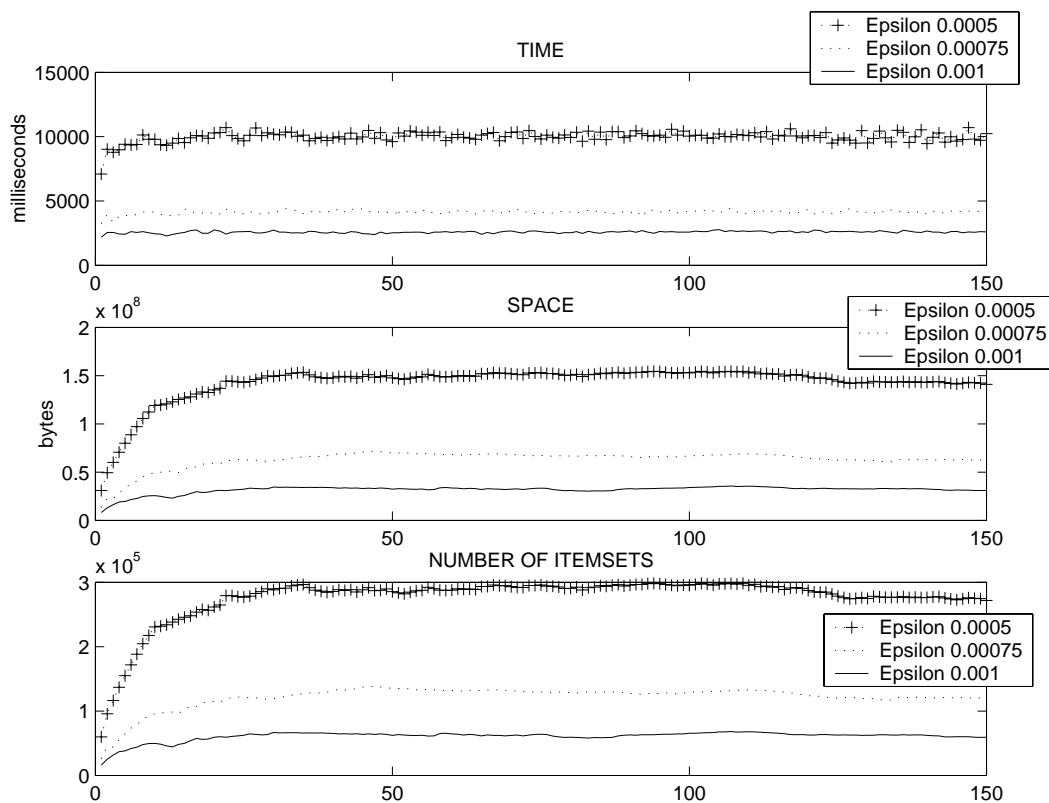 TIME
Epsilon 0.0005
Epsilon 0.00075
Epsilon 0.001
15000
10000
5000
0
milliseconds
0 50 100 150
x 10^8
SPACE
Epsilon 0.0005
Epsilon 0.00075
Epsilon 0.001
2
1.5
1
0.5
0
bytes
0 50 100 150
x 10^5
NUMBER OF ITEMSETS
3
2
1
0
Epsilon 0.0005
Epsilon 0.00075
Epsilon 0.001
0 50 100 150